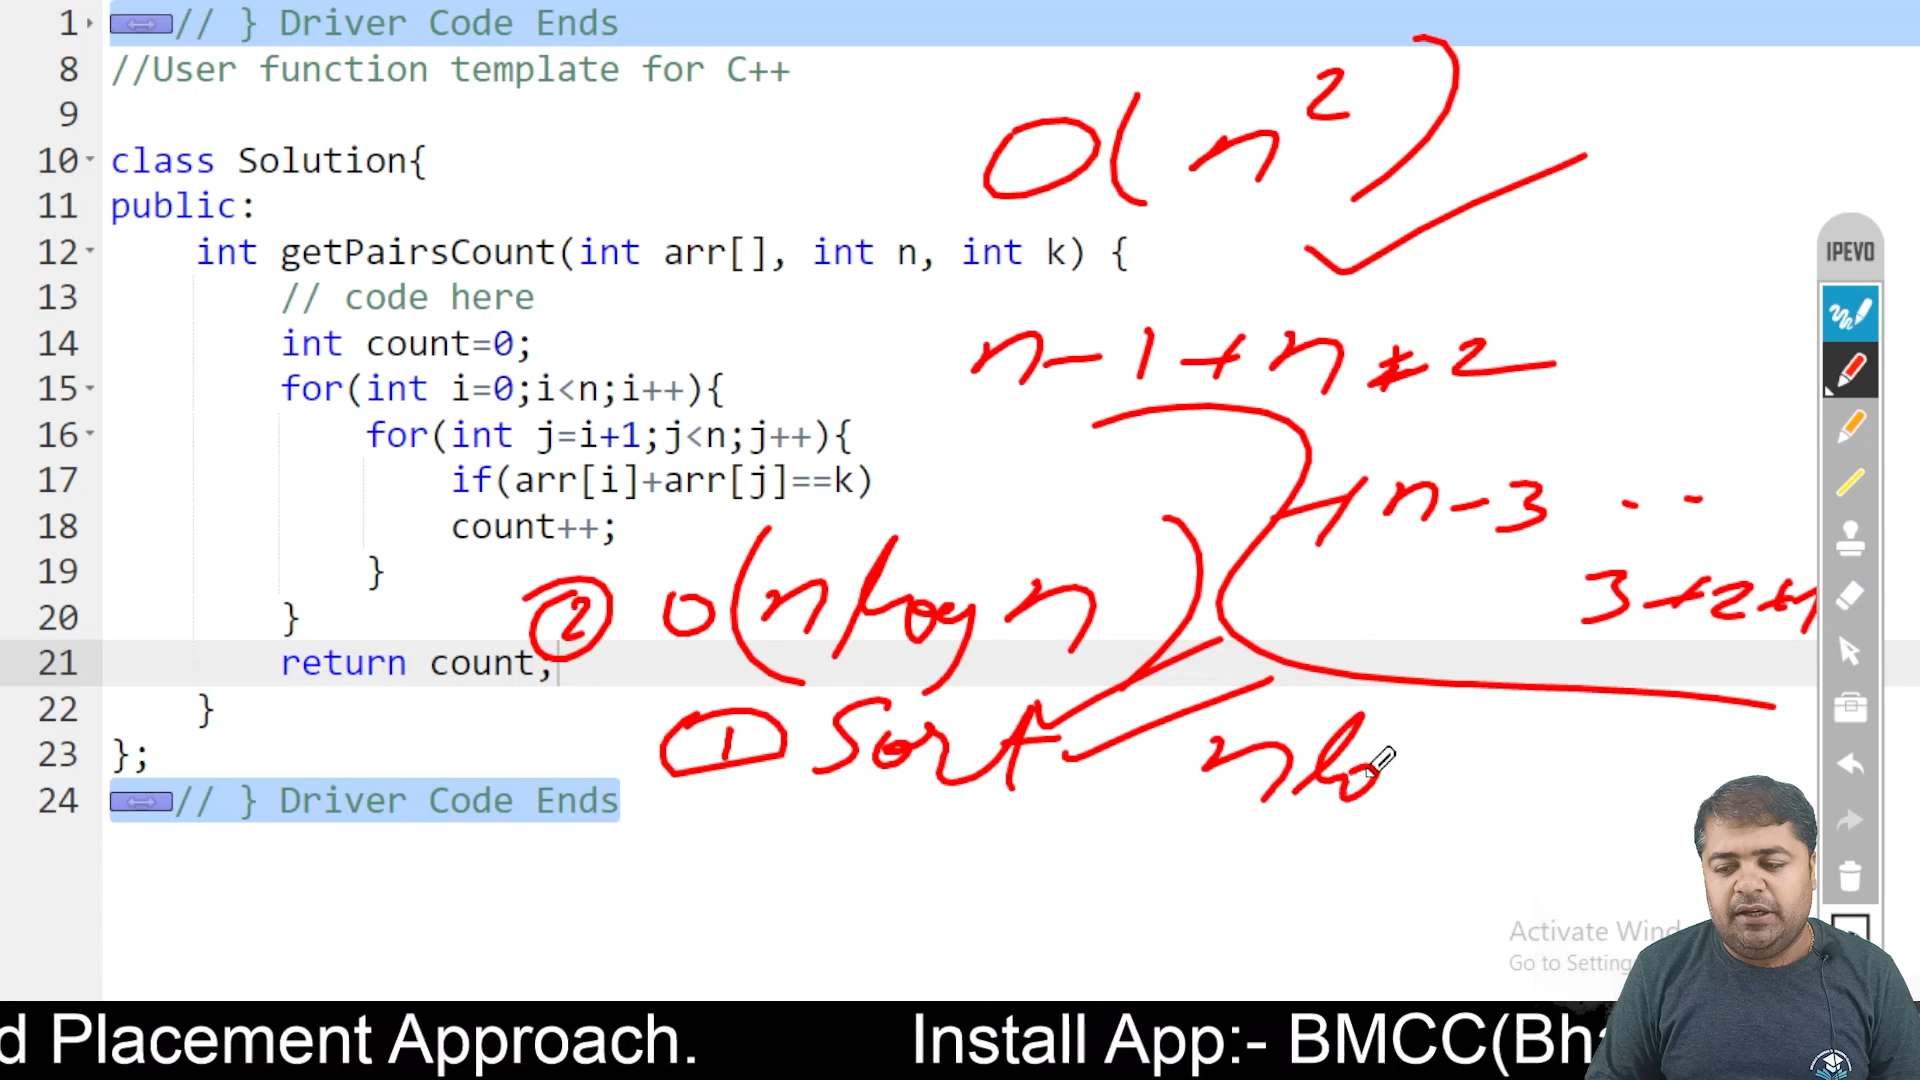 1 // } Driver Code Ends
8 //User function template for C++
9
10 class Solution{
11 public:
12 int getPairsCount(int arr[], int n, int k) {
13 // code here
14 int count=0;
15 for(int i=0;i<n;i++){
16 for(int j=i+1;j<n;j++){
17 if(arr[i]+arr[j]==k)
18 count++;
19 }
20 }
21 return count;
22 }
23 };
24 // } Driver Code Ends
O(n²)
n-1+n*2
+n-3 ..
3+2+1
② O(n log n)
① Sort nlo
IPEVO
Activate Wind
Go to Setting
d Placement Approach. Install App:- BMCC(Bha